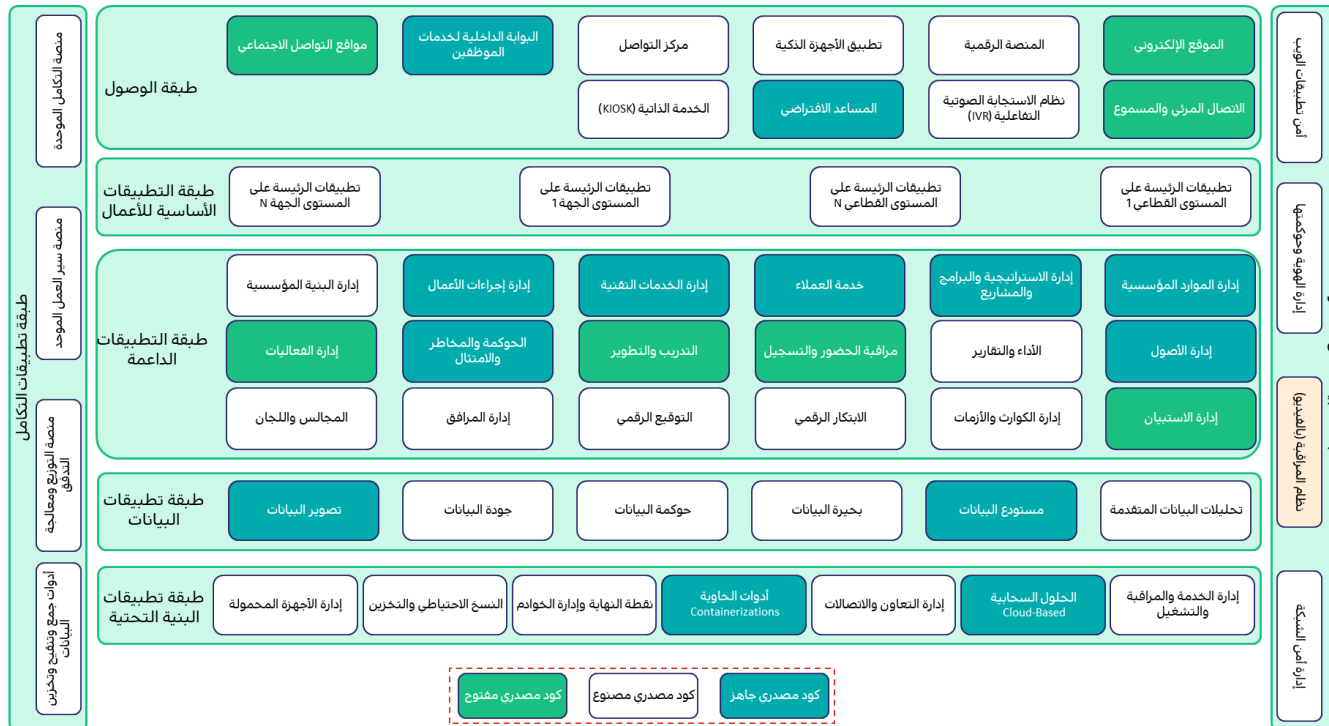 أمن تطبيقات الويب
إدارة الهوية وحوكمتها
نظام المراقبة (بالفيديو)
إدارة أمن الشبكة
طبقة الوصول
الموقع الإلكتروني
المنصة الرقمية
تطبيق الأجهزة الذكية
مركز التواصل
البوابة الداخلية لخدمات
الموظفين
مواقع التواصل الاجتماعي
الاتصال المرئي والمسموع
نظام الاستجابة الصوتية
التفاعلية (IVR)
المساعد الافتراضي
الخدمة الذاتية (KIOSK)
طبقة التطبيقات
الأساسية للأعمال
تطبيقات الرئيسة على
المستوى القطاعي 1
تطبيقات الرئيسة على
المستوى القطاعي N
تطبيقات الرئيسة على
المستوى الجهة 1
تطبيقات الرئيسة على
المستوى الجهة N
طبقة التطبيقات
الداعمة
إدارة الموارد المؤسسية
إدارة الاستراتيجية والبرامج
والمشاريع
خدمة العملاء
إدارة الخدمات التقنية
إدارة إجراءات الأعمال
إدارة البنية المؤسسية
إدارة الأصول
الأداء والتقارير
مراقبة الحضور والتسجيل
التدريب والتطوير
الحوكمة والمخاطر
والامتثال
إدارة الفعاليات
إدارة الاستبيان
إدارة الكوارث والأزمات
الابتكار الرقمي
التوقيع الرقمي
إدارة المرافق
المجالس واللجان
طبقة تطبيقات
البيانات
تحليلات البيانات المتقدمة
مستودع البيانات
بحيرة البيانات
حوكمة البيانات
جودة البيانات
تصوير البيانات
طبقة تطبيقات
البنية التحتية
إدارة الخدمة والمراقبة
والتشغيل
الحلول السحابية
Cloud-Based
إدارة التعاون والاتصالات
أدوات الحاوية
Containerizations
نقطة النهاية وإدارة الخوادم
النسخ الاحتياطي والتخزين
إدارة الأجهزة المحمولة
منصة التكامل الموحدة
منصة سير العمل الموحد
منصة التوزيع ومعالجة
التدفق
أدوات جمع وتنقيح وتخزين
البيانات
طبقة تطبيقات التكامل
كود مصدري جاهز
كود مصدري مصنوع
كود مصدري مفتوح